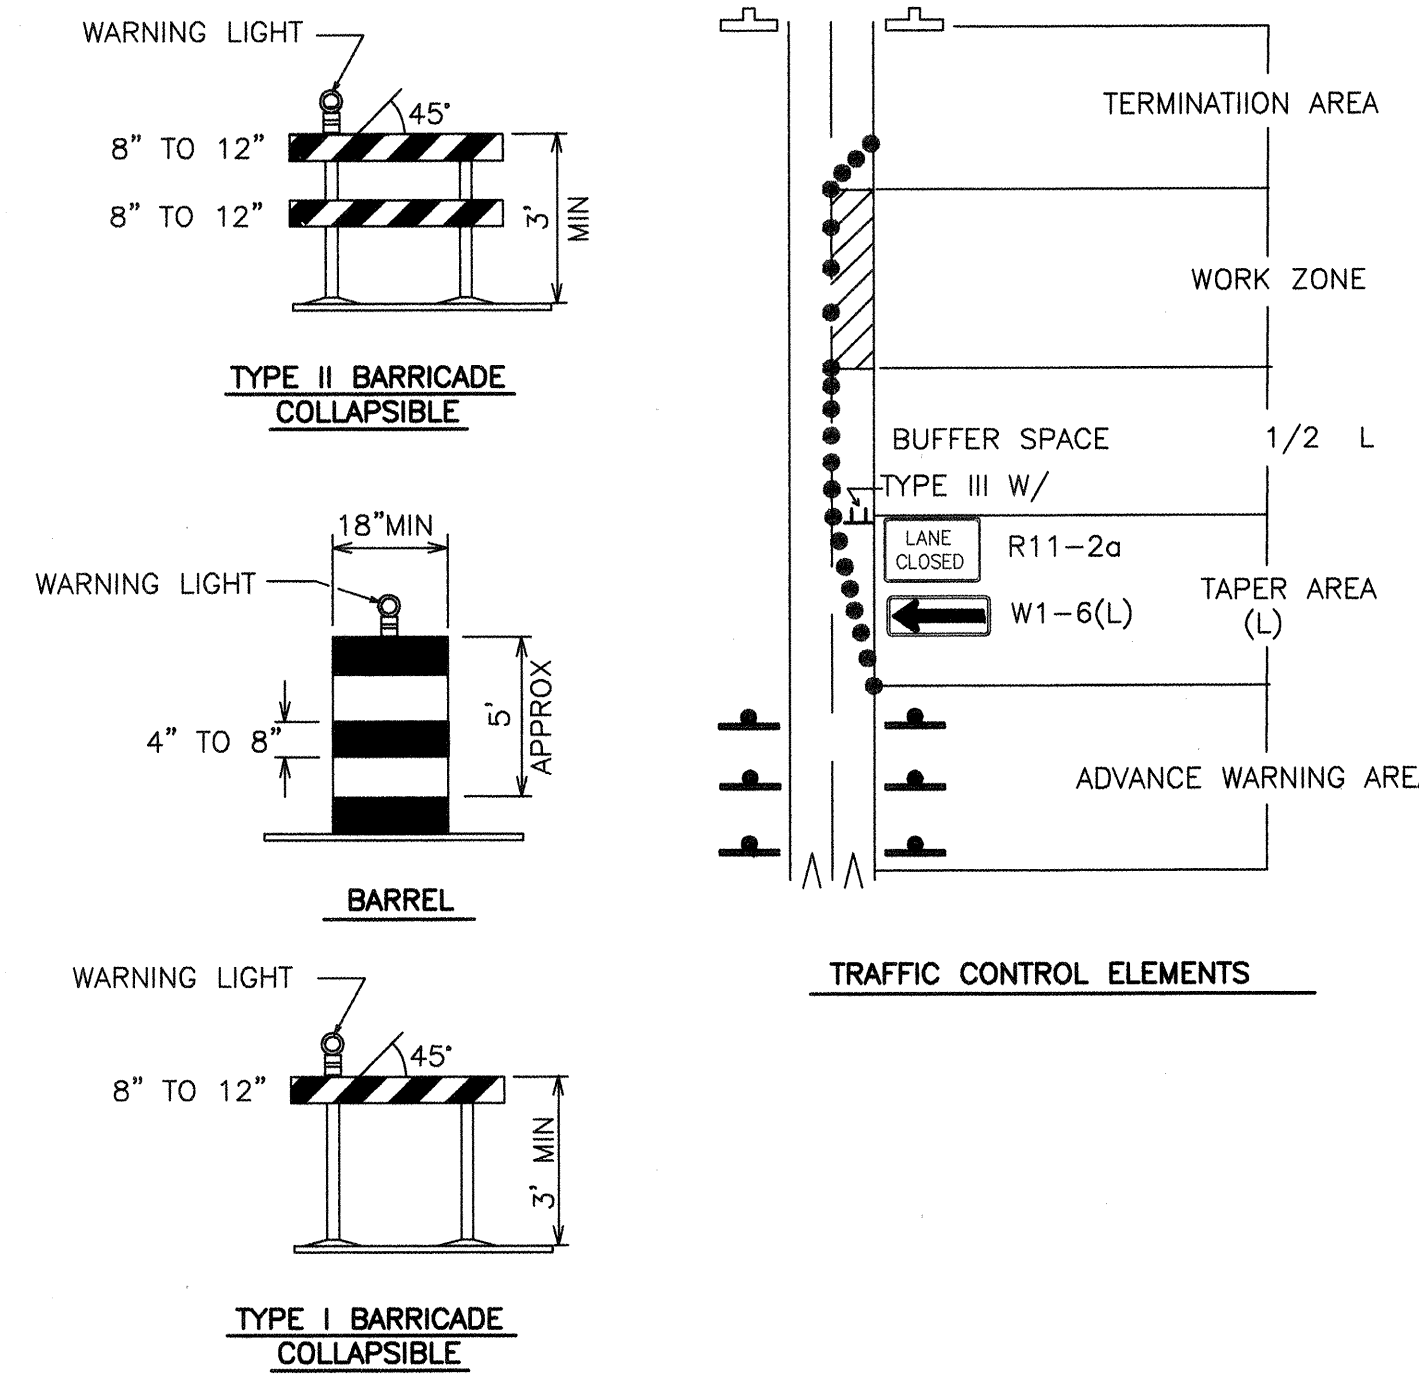 WARNING LIGHT
45°
8” TO 12”
8” TO 12”
3'
MIN
TYPE II BARRICADE
COLLAPSIBLE
18”MIN
WARNING LIGHT
4” TO 8”
5'
APPROX
BARREL
WARNING LIGHT
45°
8” TO 12”
3' MIN
TYPE I BARRICADE
COLLAPSIBLE
TERMINATIION AREA
WORK ZONE
BUFFER SPACE 1/2 L
TYPE III W/
LANE
CLOSED
R11-2a
TAPER AREA
(L)
W1-6(L)
ADVANCE WARNING AREA
TRAFFIC CONTROL ELEMENTS